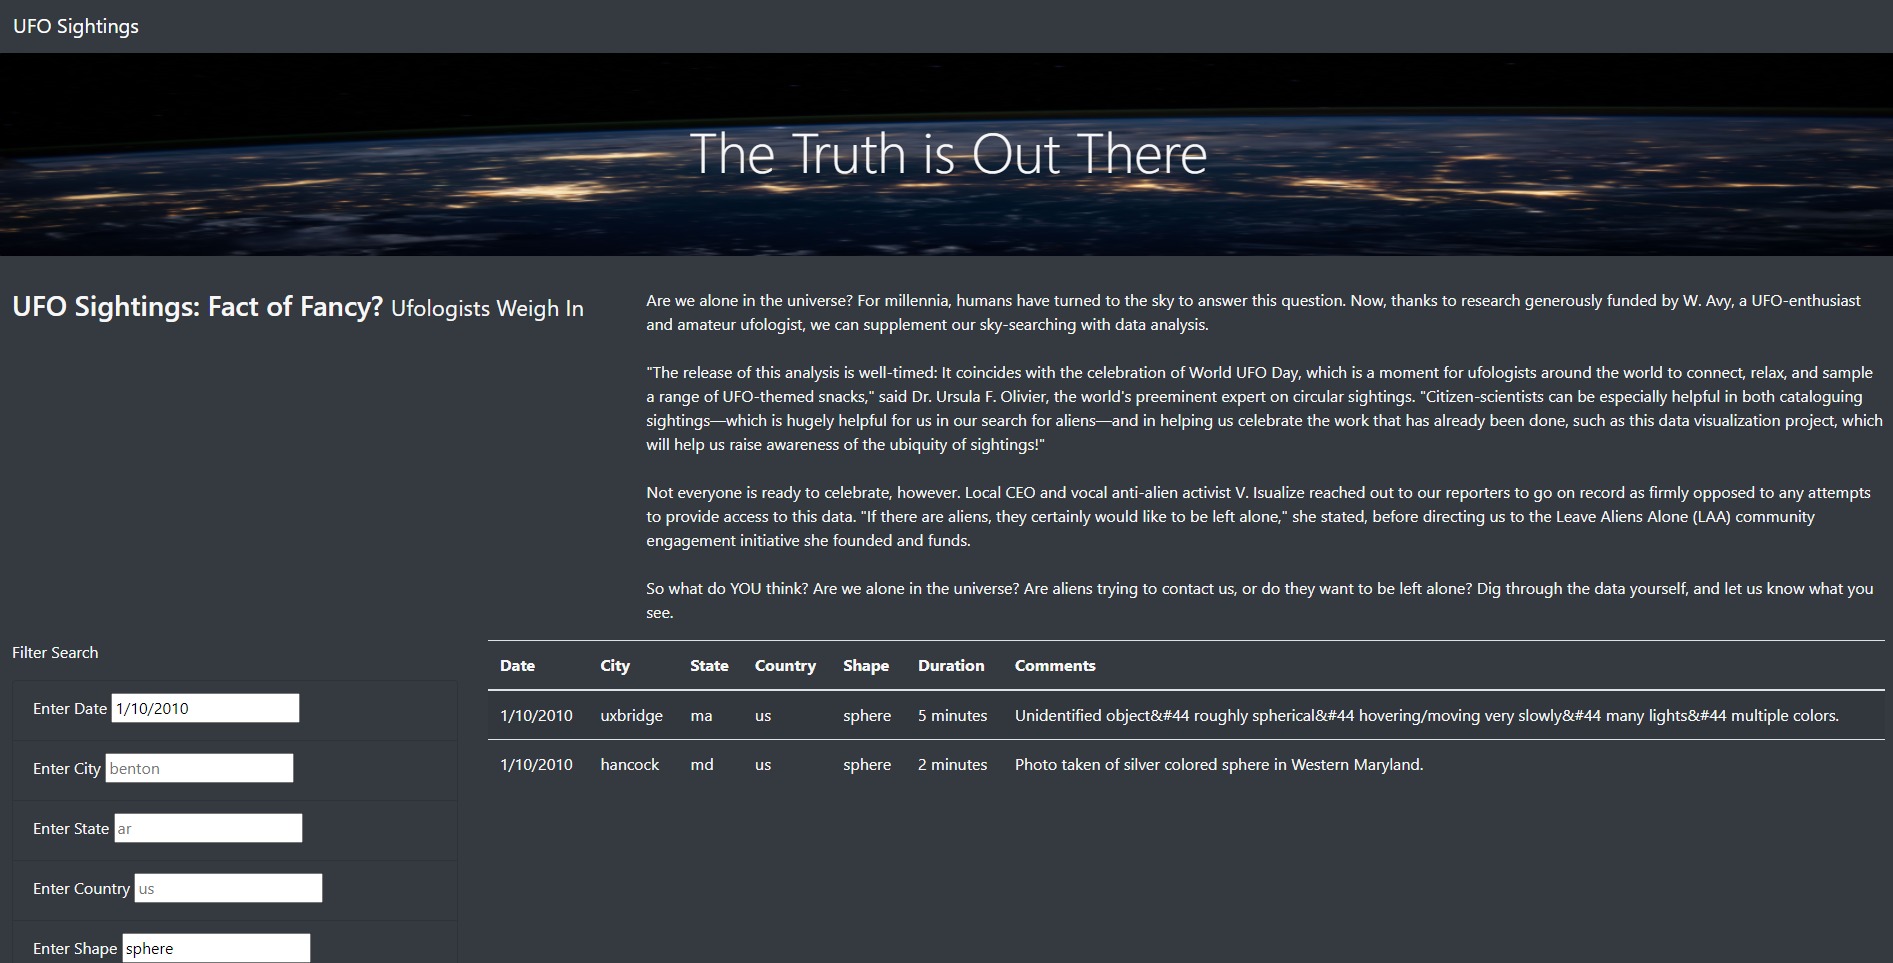 UFO Sightings
The Truth is Out There
UFO Sightings: Fact of Fancy? Ufologists Weigh In
Are we alone in the universe? For millennia, humans have turned to the sky to answer this question. Now, thanks to research generously funded by W. Avy, a UFO-enthusiast
and amateur ufologist, we can supplement our sky-searching with data analysis.
"The release of this analysis is well-timed: It coincides with the celebration of World UFO Day, which is a moment for ufologists around the world to connect, relax, and sample
a range of UFO-themed snacks," said Dr. Ursula F. Olivier, the world's preeminent expert on circular sightings. "Citizen-scientists can be especially helpful in both cataloguing
sightings—which is hugely helpful for us in our search for aliens—and in helping us celebrate the work that has already been done, such as this data visualization project, which
will help us raise awareness of the ubiquity of sightings!"
Not everyone is ready to celebrate, however. Local CEO and vocal anti-alien activist V. Isualize reached out to our reporters to go on record as firmly opposed to any attempts
to provide access to this data. "If there are aliens, they certainly would like to be left alone," she stated, before directing us to the Leave Aliens Alone (LAA) community
engagement initiative she founded and funds.
So what do YOU think? Are we alone in the universe? Are aliens trying to contact us, or do they want to be left alone? Dig through the data yourself, and let us know what you
see.
Filter Search
Enter Date 1/10/2010
Enter City benton
Enter State ar
Enter Country us
Enter Shape sphere
Date City State Country Shape Duration Comments
1/10/2010 uxbridge ma us sphere 5 minutes Unidentified object&#44 roughly spherical&#44 hovering/moving very slowly&#44 many lights&#44 multiple colors.
1/10/2010 hancock md us sphere 2 minutes Photo taken of silver colored sphere in Western Maryland.